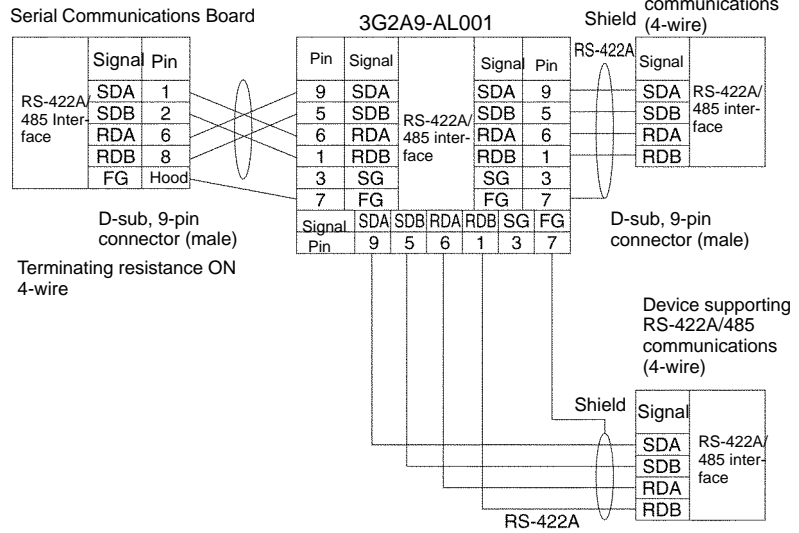 communications
(4-wire)
Serial Communications Board
3G2A9-AL001
Shield
RS-422A
Signal Pin
RS-422A/
485 Inter-
face
SDA 1
SDB 2
RDA 6
RDB 8
FG Hood
Pin Signal
9 SDA
5 SDB
6 RDA
1 RDB
3 SG
7 FG
RS-422A/
485 inter-
face
Signal Pin
SDA 9
SDB 5
RDA 6
RDB 1
SG 3
FG 7
Signal
SDA
SDB
RDA
RDB
RS-422A/
485 inter-
face
Signal SDA SDB RDA RDB SG FG
Pin 9 5 6 1 3 7
D-sub, 9-pin
connector (male)
D-sub, 9-pin
connector (male)
Terminating resistance ON
4-wire
Device supporting
RS-422A/485
communications
(4-wire)
Shield
Signal
SDA
SDB
RDA
RDB
RS-422A/
485 inter-
face
RS-422A